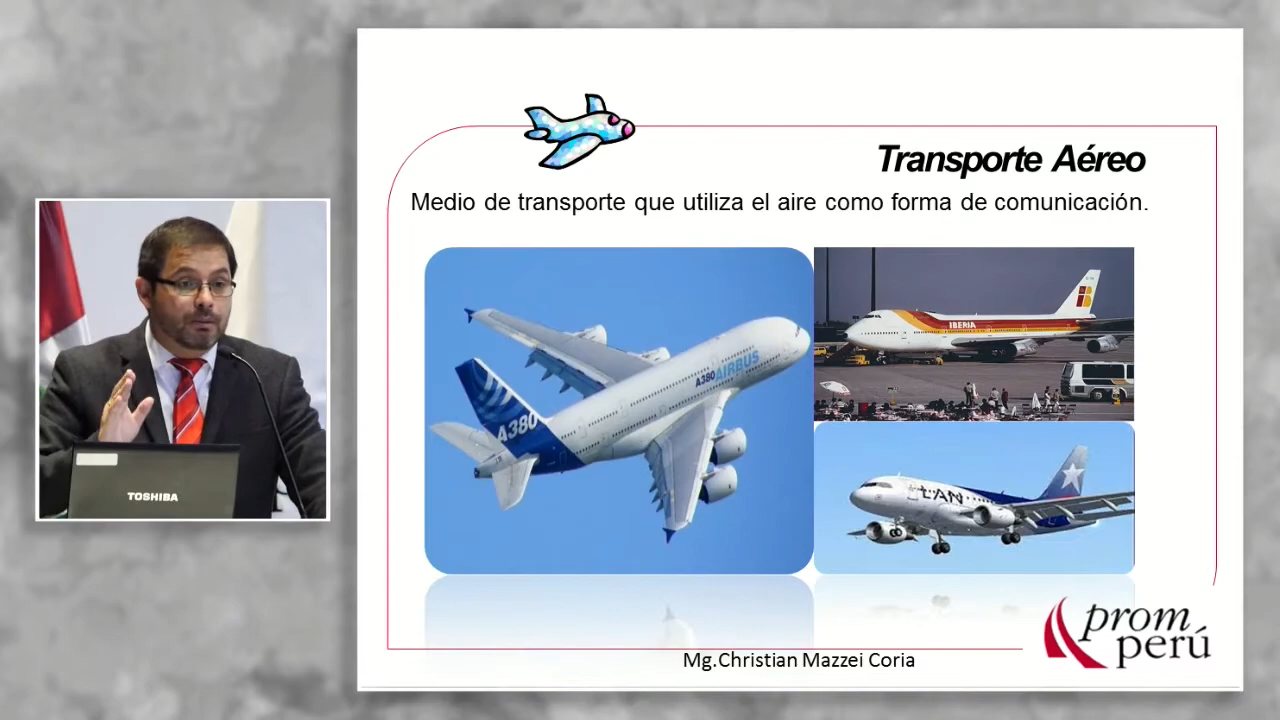 Transporte Aéreo
Medio de transporte que utiliza el aire como forma de comunicación.
A380 AIRBUS
A380
IBERIA
LAN
TOSHIBA
prom
perú
Mg.Christian Mazzei Coria